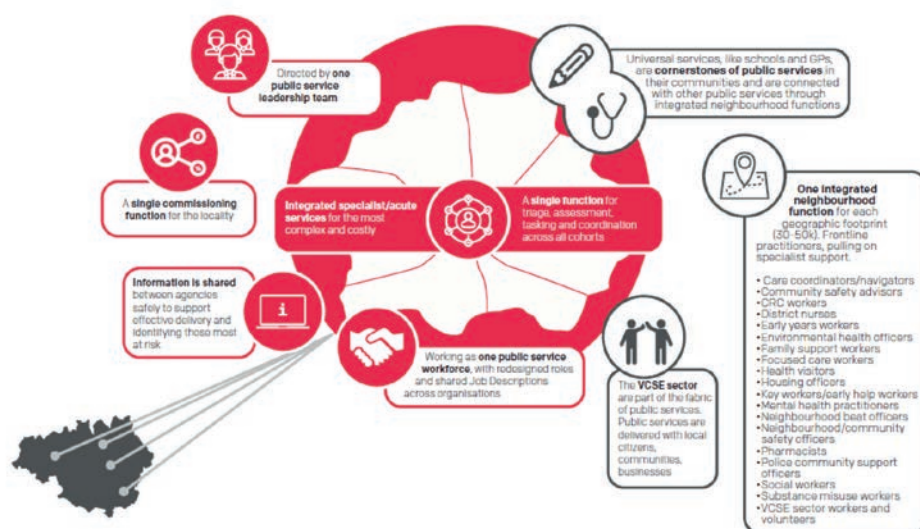 Directed by one
public service
leadership team
Universal services, like schools and GPs,
are cornerstones of public services in
their communities and are connected
with other public services through
integrated neighbourhood functions
A single commissioning
function for the locality
Integrated specialist/acute
services for the most
complex and costly
A single function for
triage, assessment,
tasking and coordination
across all cohorts
Information is shared
between agencies
safely to support
effective delivery and
identifying those most
at risk
i
Working as one public service
workforce, with redesigned roles
and shared Job Descriptions
across organisations
The VCSE sector
are part of the fabric
of public services.
Public services are
delivered with local
citizens,
communities,
businesses
One integrated
neighbourhood
function for each
geographic footprint
(30-50k). Frontline
practitioners, pulling on
specialist support.
• Care coordinators/navigators
• Community safety advisors
• CRC workers
• District nurses
• Early years workers
• Environmental health officers
• Family support workers
• Focused care workers
• Health visitors
• Housing officers
• Key workers/early help workers
• Mental health practitioners
• Neighbourhood beat officers
• Neighbourhood/community
safety officers
• Pharmacists
• Police community support
officers
• Social workers
• Substance misuse workers
• VCSE sector workers and
volunteers